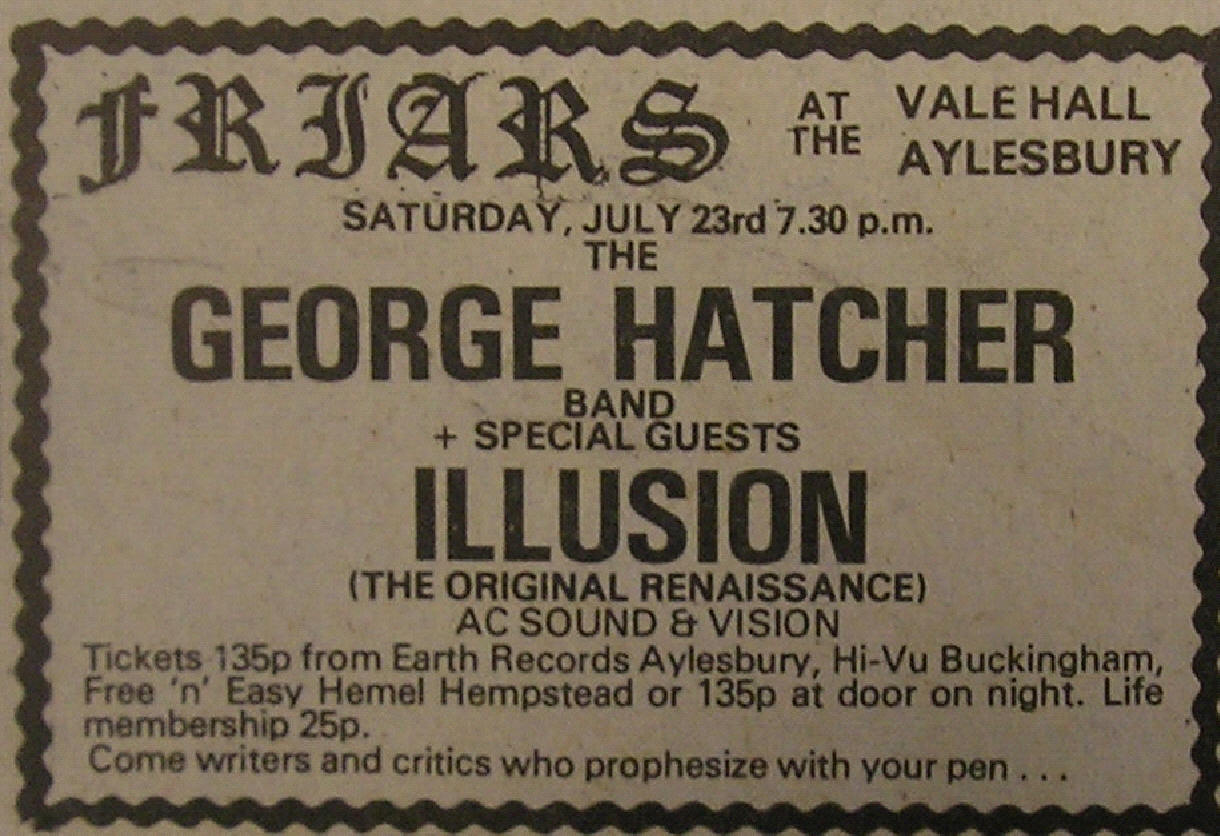 FRIARS AT THE VALE HALL AYLESBURY
SATURDAY, JULY 23rd 7.30 p.m.
THE
GEORGE HATCHER
BAND
+ SPECIAL GUESTS
ILLUSION
(THE ORIGINAL RENAISSANCE)
AC SOUND & VISION
Tickets 135p from Earth Records Aylesbury, Hi-Vu Buckingham,
Free 'n' Easy Hemel Hempstead or 135p at door on night. Life
membership 25p.
Come writers and critics who prophesize with your pen . . .